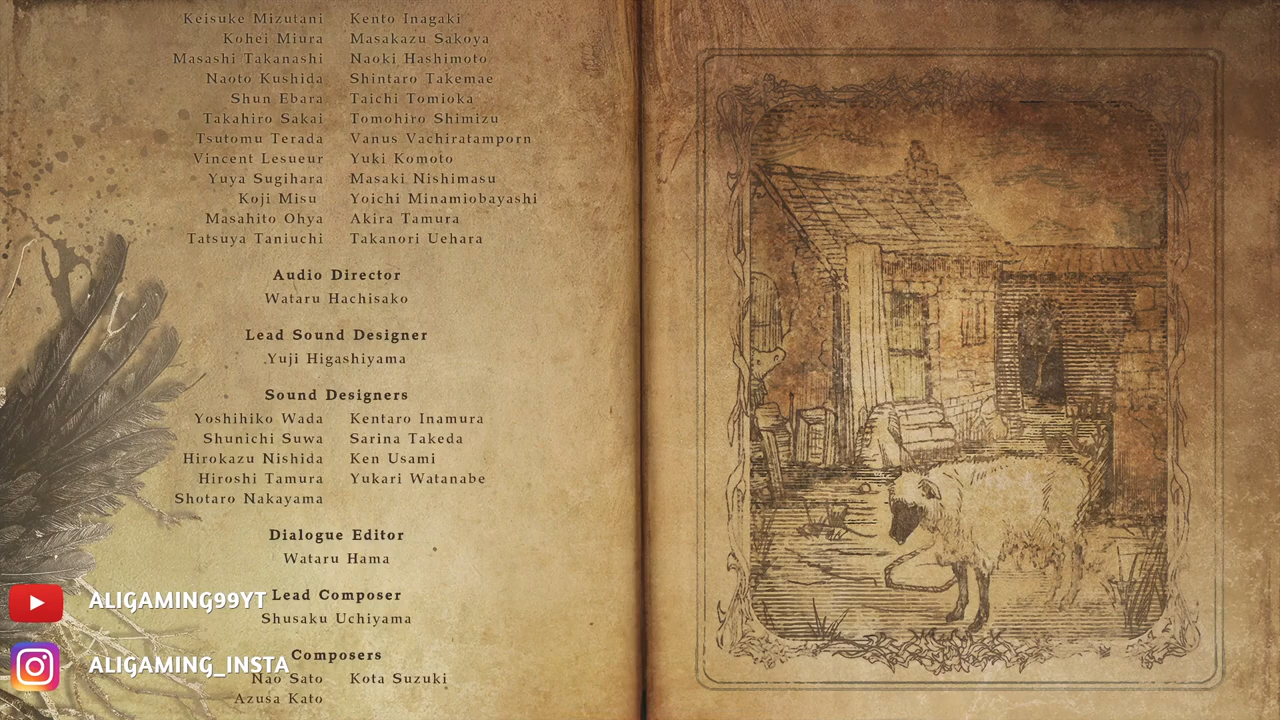 Keisuke Mizutani Kento Inagaki
Kohei Miura Masakazu Sakoya
Masashi Takanashi Naoki Hashimoto
Naoto Kushida Shintaro Takemae
Shun Ebara Taichi Tomioka
Takahiro Sakai Tomohiro Shimizu
Tsutomu Terada Vanus Vachiratamporn
Vincent Lesueur Yuki Komoto
Yuya Sugihara Masaki Nishimasu
Koji Misu Yoichi Minamiobayashi
Masahito Ohya Akira Tamura
Tatsuya Taniuchi Takanori Uehara
Audio Director
Wataru Hachisako
Lead Sound Designer
Yuji Higashiyama
Sound Designers
Yoshihiko Wada Kentaro Inamura
Shunichi Suwa Sarina Takeda
Hirokazu Nishida Ken Usami
Hiroshi Tamura Yukari Watanabe
Shotaro Nakayama
Dialogue Editor
Wataru Hama
ALIGAMING99YT
Lead Composer
Shusaku Uchiyama
ALIGAMING_INSTA
Composers
Nao Sato Kota Suzuki
Azusa Kato